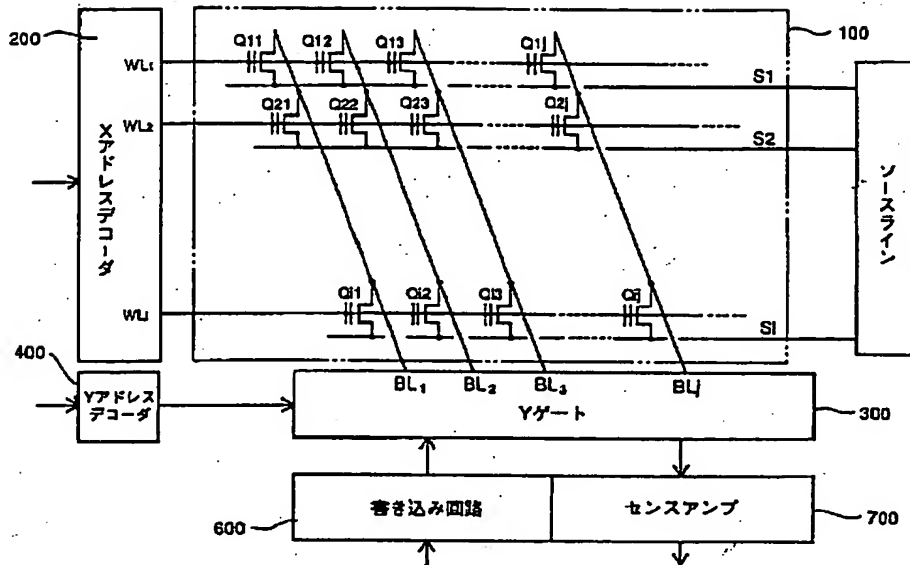 200
100
Xアドレスデコーダ
WL₁
Q11
Q12
Q13
Q1j
S1
WL₂
Q21
Q22
Q23
Q2j
S2
ソースライン
WLi
Qi1
Qi2
Qi3
Qij
Si
400
Yアドレス
デコーダ
BL₁
BL₂
BL₃
BLj
Yゲート
300
600
書き込み回路
センスアンプ
700